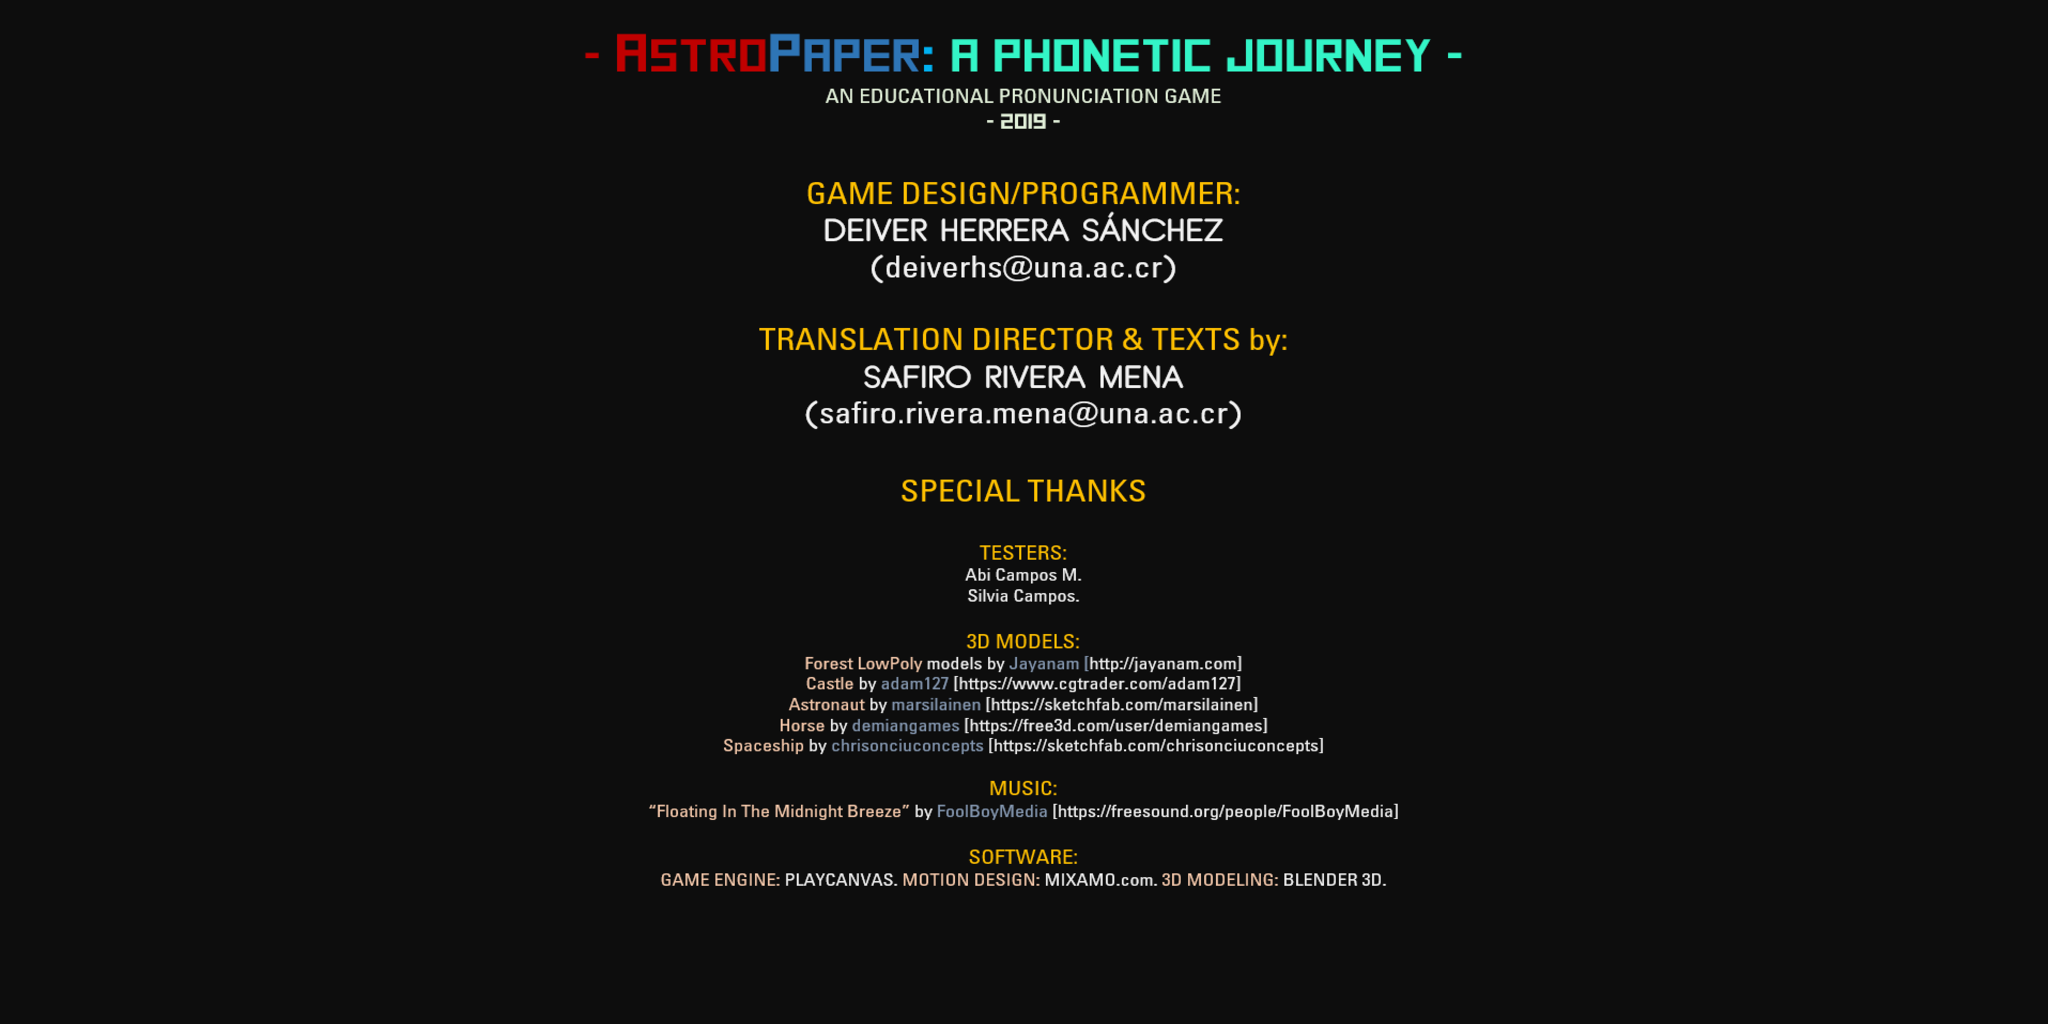 - AstroPaper: A PHONETIC JOURNEY -
AN EDUCATIONAL PRONUNCIATION GAME
- 2019 -
GAME DESIGN/PROGRAMMER:
DEIVER HERRERA SÁNCHEZ
(deiverhs@una.ac.cr)
TRANSLATION DIRECTOR & TEXTS by:
SAFIRO RIVERA MENA
(safiro.rivera.mena@una.ac.cr)
SPECIAL THANKS
TESTERS:
Abi Campos M.
Silvia Campos.
3D MODELS:
Forest LowPoly models by Jayanam [http://jayanam.com]
Castle by adam127 [https://www.cgtrader.com/adam127]
Astronaut by marsilainen [https://sketchfab.com/marsilainen]
Horse by demiangames [https://free3d.com/user/demiangames]
Spaceship by chrisonciuconcepts [https://sketchfab.com/chrisonciuconcepts]
MUSIC:
“Floating In The Midnight Breeze” by FoolBoyMedia [https://freesound.org/people/FoolBoyMedia]
SOFTWARE:
GAME ENGINE: PLAYCANVAS. MOTION DESIGN: MIXAMO.com. 3D MODELING: BLENDER 3D.